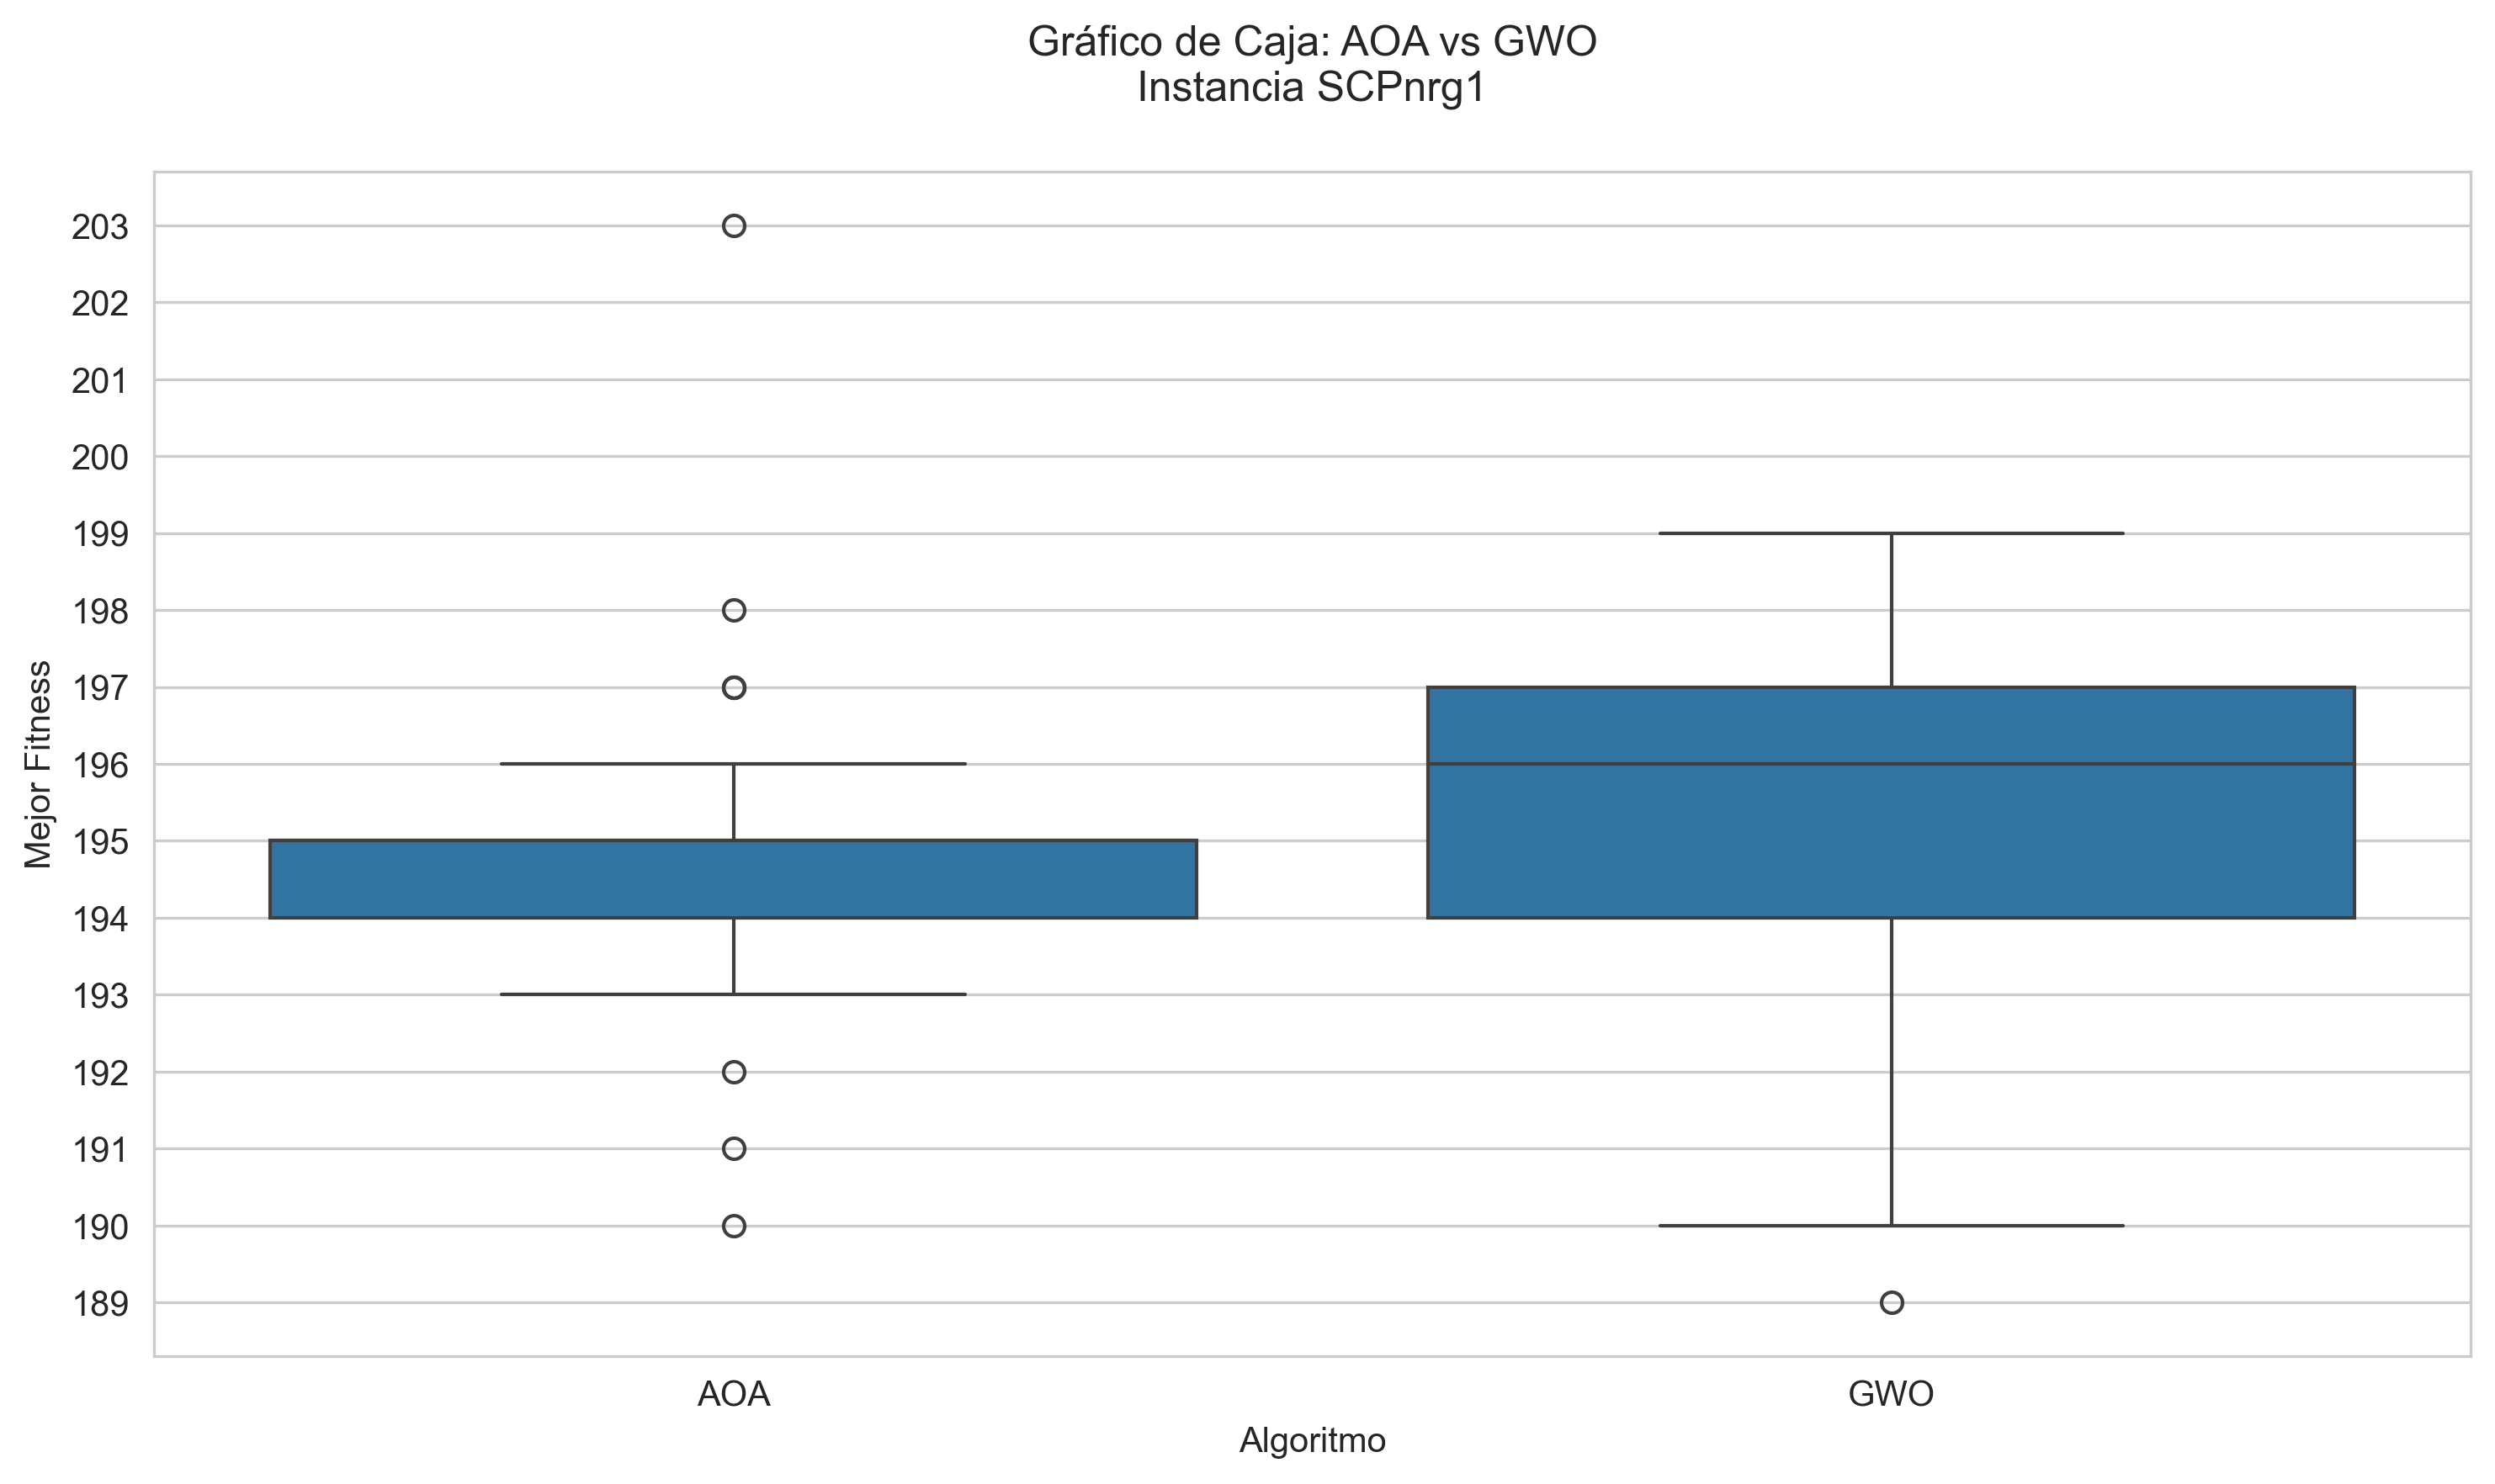 Gráfico de Caja: AOA vs GWO
Instancia SCPnrg1
Mejor Fitness
203
202
201
200
199
198
197
196
195
194
193
192
191
190
189
AOA
GWO
Algoritmo